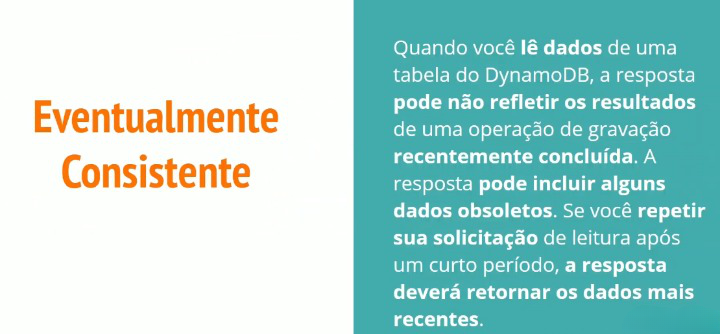 Eventualmente
Consistente
Quando você lê dados de uma
tabela do DynamoDB, a resposta
pode não refletir os resultados
de uma operação de gravação
recentemente concluída. A
resposta pode incluir alguns
dados obsoletos. Se você repetir
sua solicitação de leitura após
um curto período, a resposta
deverá retornar os dados mais
recentes.